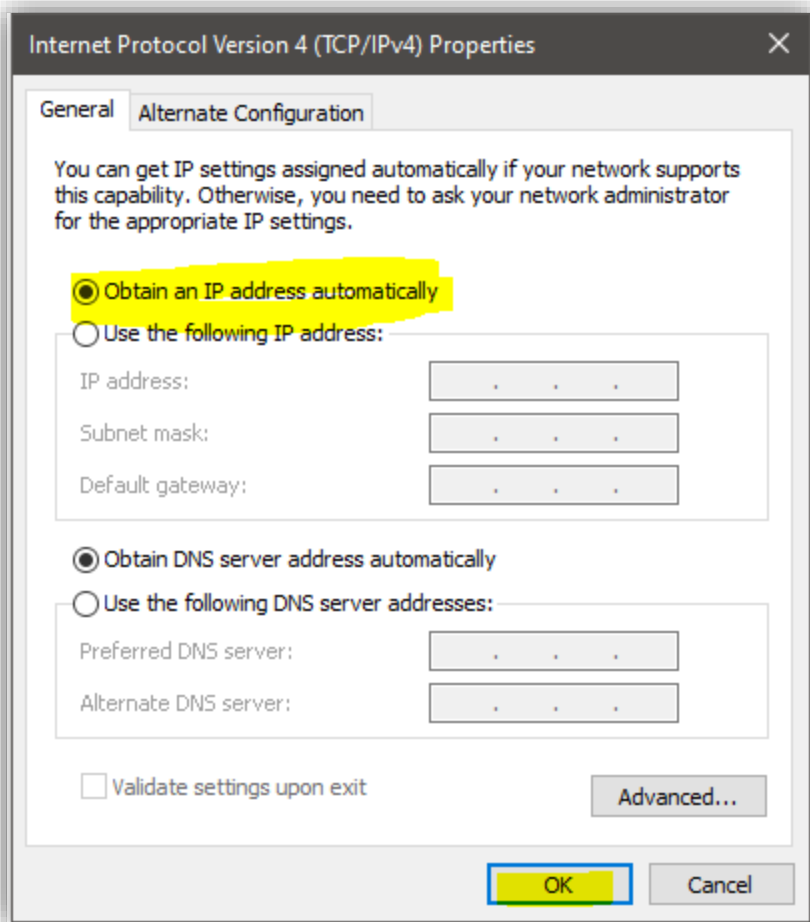 Internet Protocol Version 4 (TCP/IPv4) Properties
General
Alternate Configuration
You can get IP settings assigned automatically if your network supports
this capability. Otherwise, you need to ask your network administrator
for the appropriate IP settings.
Obtain an IP address automatically
Use the following IP address:
IP address:
Subnet mask:
Default gateway:
Obtain DNS server address automatically
Use the following DNS server addresses:
Preferred DNS server:
Alternate DNS server:
Validate settings upon exit
Advanced...
OK
Cancel